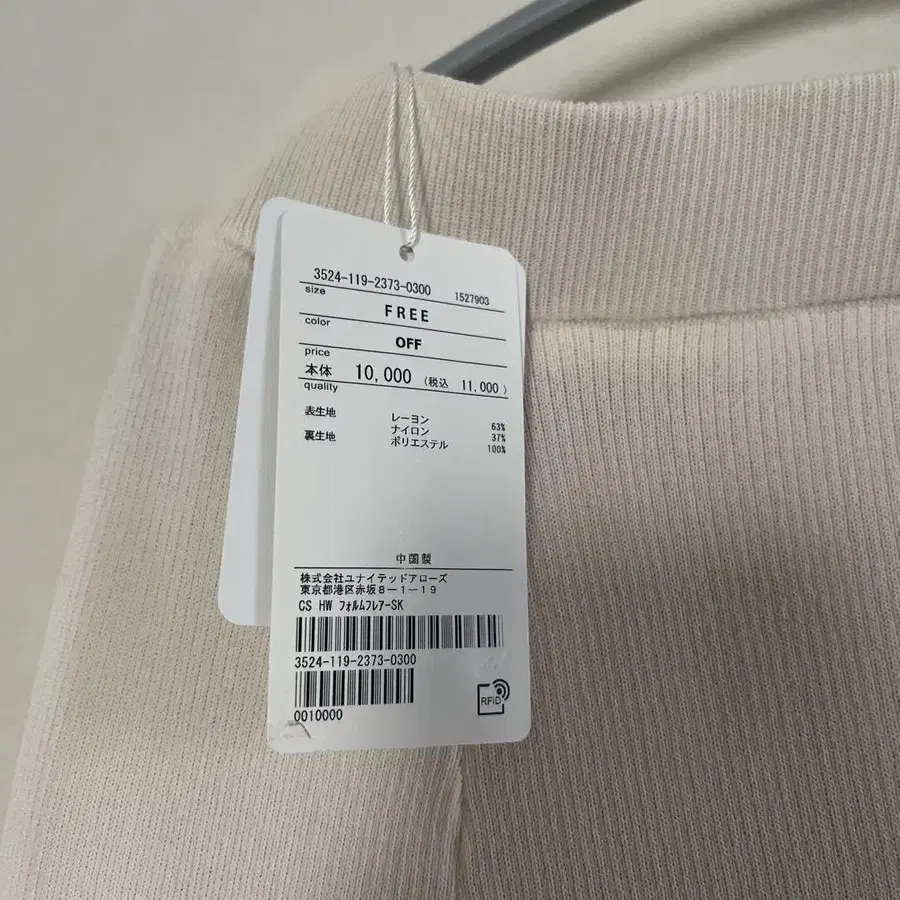 3524-119-2373-0300 1527903
size
FREE
color
OFF
price
本体 10,000 (税込 11,000)
quality
表生地 レーヨン 63%
ナイロン 37%
裏生地 ポリエステル 100%
中国製
株式会社ユナイテッドアローズ
東京都港区赤坂8-1-19
CS HW フォルムフレアーSK
3524-119-2373-0300
0010000
RFID